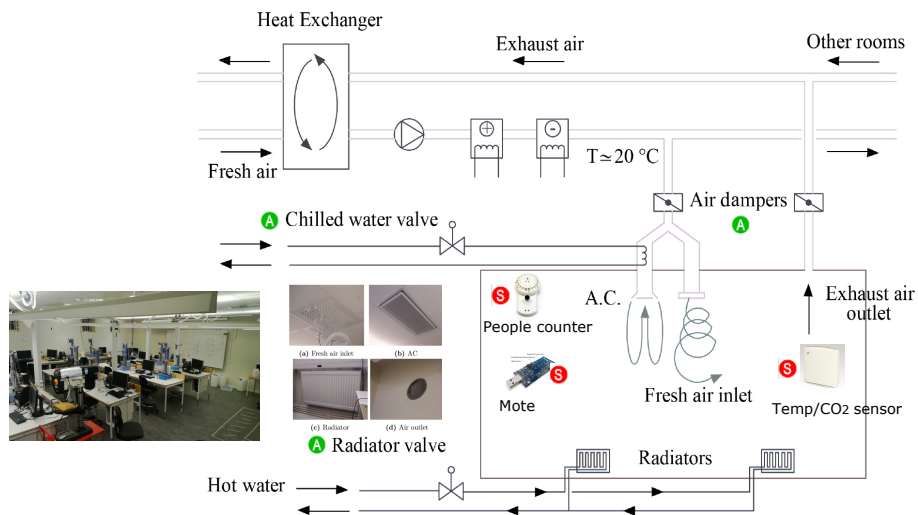 Heat Exchanger
Exhaust air
Other rooms
Fresh air
T≃20 °C
Air dampers
A
A Chilled water valve
S
People counter
A.C.
Exhaust air
outlet
(a) Fresh air inlet
(b) AC
S
Mote
Fresh air inlet
S
Temp/CO2 sensor
(c) Radiator
(d) Air outlet
A Radiator valve
Radiators
Hot water